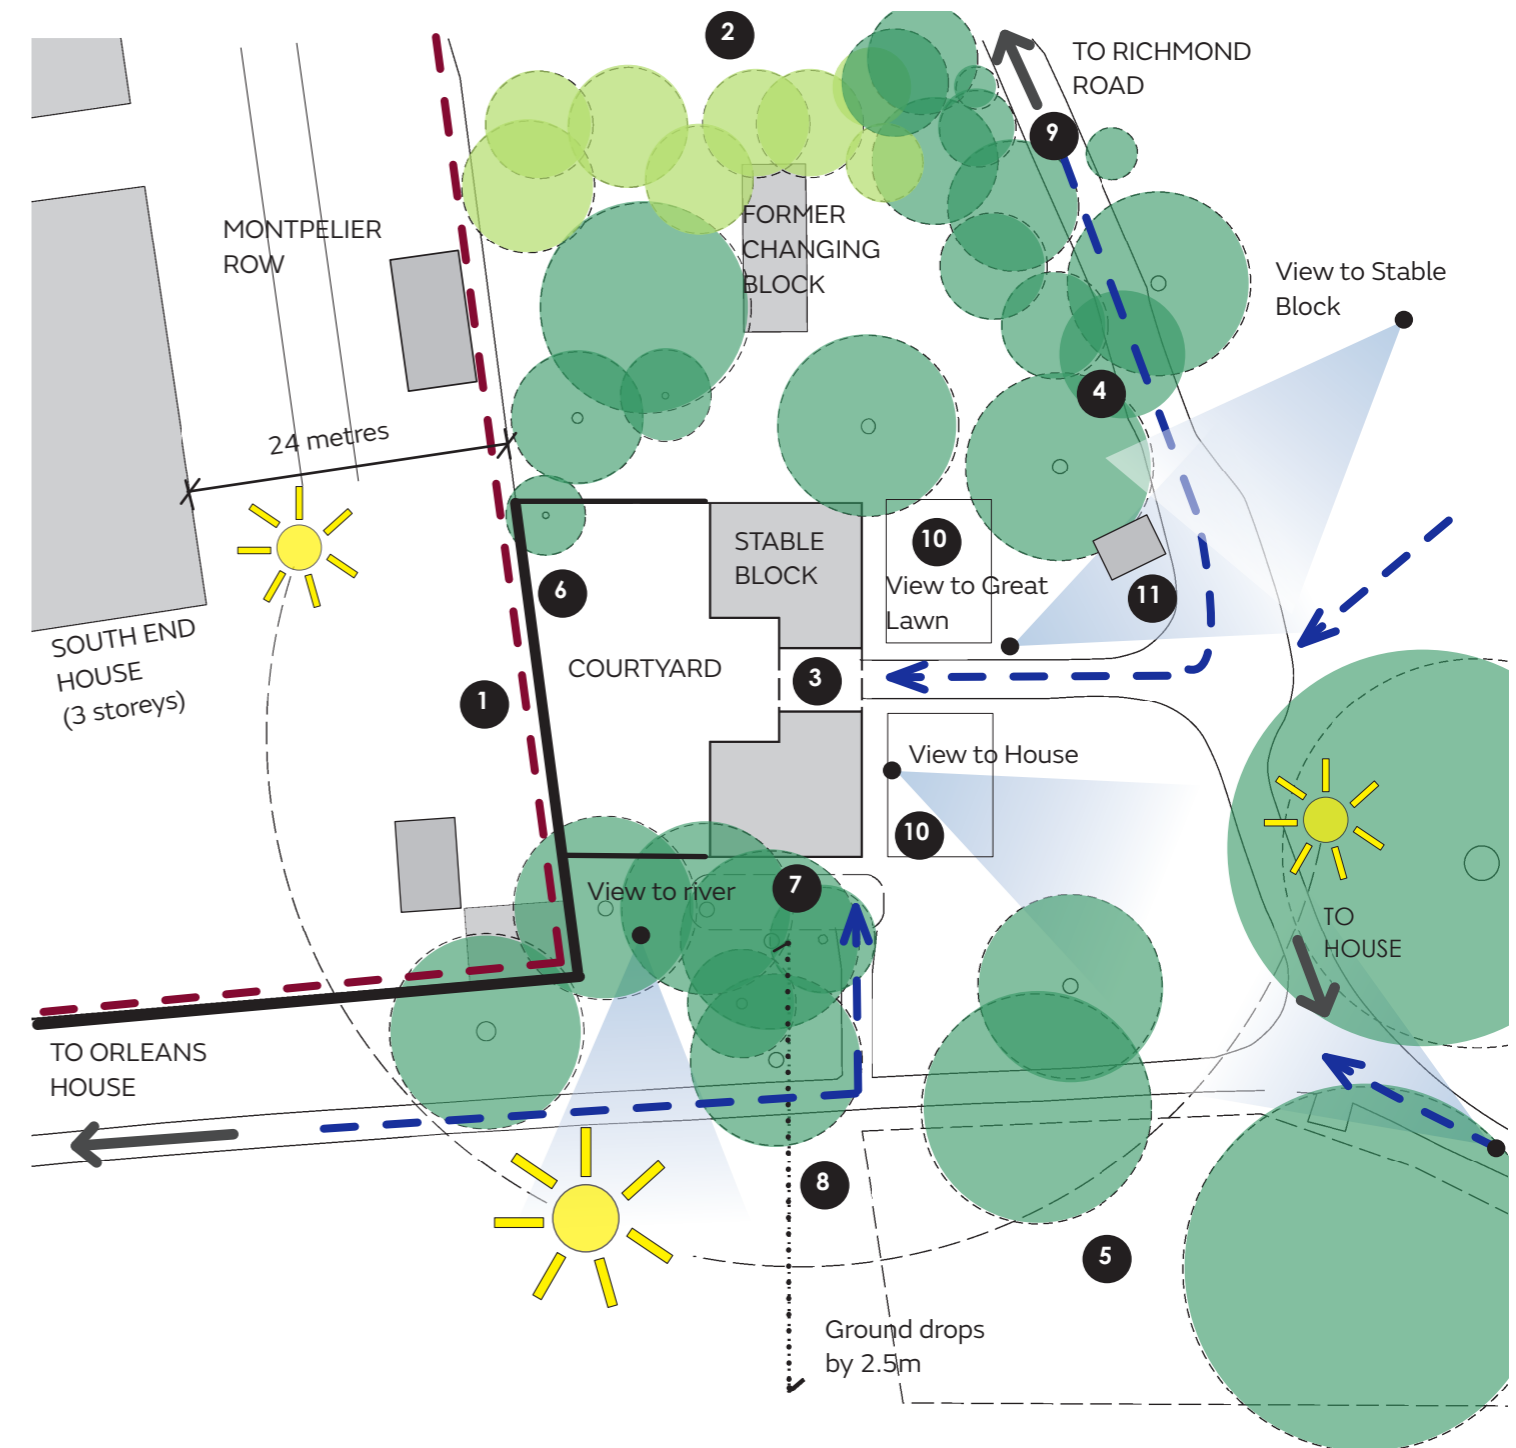 2
TO RICHMOND
ROAD
9
MONTPELIER
ROW
FORMER
CHANGING
BLOCK
View to Stable
Block
4
24 metres
STABLE
BLOCK
10
View to Great
Lawn
6
11
SOUTH END
HOUSE
(3 storeys)
COURTYARD
3
1
View to House
10
View to river
7
TO
HOUSE
TO ORLEANS
HOUSE
8
5
Ground drops
by 2.5m